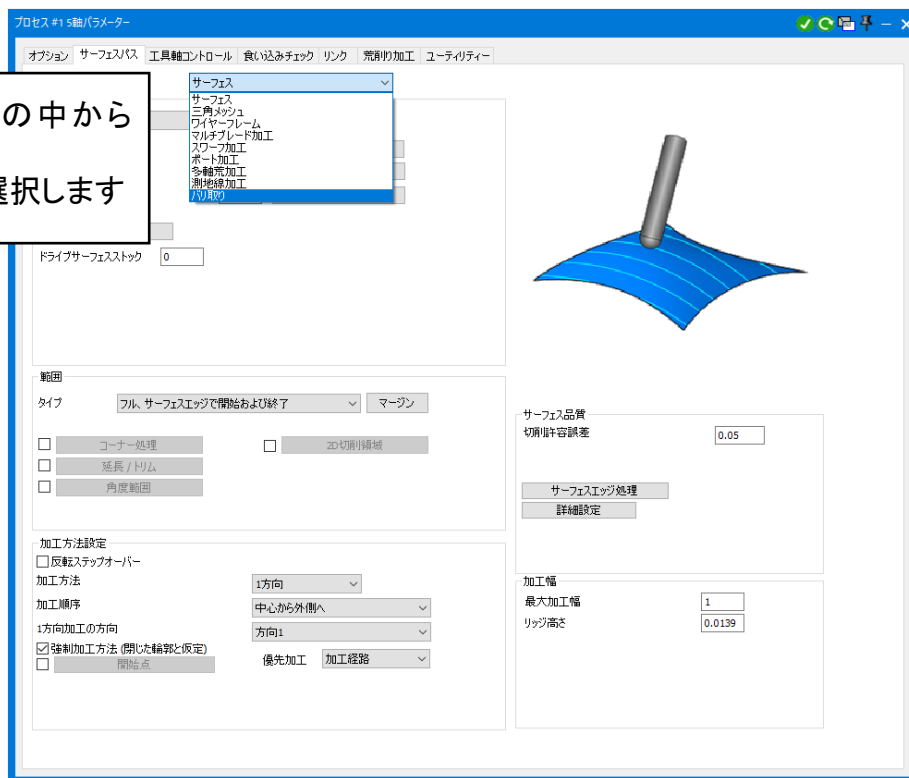 プロセス #1 5軸パラメーター
オプション サーフェスパス 工具軸コントロール 食い込みチェック リンク 荒削り加工 ユーティリティー
サーフェス
サーフェス
三角メッシュ
ワイヤーフレーム
マルチブレード加工
スワーフ加工
ポート加工
多軸荒加工
測地線加工
バリ取り
の中から
選択します
ドライブサーフェスストック 0
範囲
タイプ フル、サーフェスエッジで開始および終了 マージン
コーナー処理 2D切削領域
延長 / トリム
角度範囲
サーフェス品質
切削許容誤差 0.05
サーフェスエッジ処理
詳細設定
加工方法設定
反転ステップオーバー
加工方法 1方向
加工順序 中心から外側へ
1方向加工の方向 方向1
強制加工方法 (閉じた輪郭と仮定)
開始点 優先加工 加工経路
加工幅
最大加工幅 1
リッジ高さ 0.0139